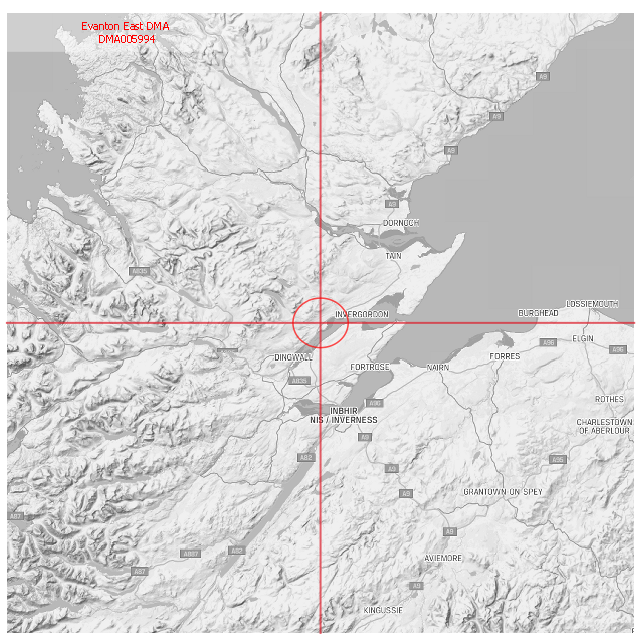 Evanton East DMA
DMA005994
A9
A9
A9
A9
DORNOCH
TAIN
A835
LOSSIEMOUTH
INVERGORDON
BURGHEAD
ELGIN
A96
A96
DINGWALL
FORRES
FORTROSE
NAIRN
A835
ROTHES
A96
INBHIR
NIS / INVERNESS
CHARLESTOWN
OF ABERLOUR
A9
A82
A95
A9
GRANTOWN-ON-SPEY
A9
A87
A9
A887
A82
AVIEMORE
A87
A9
KINGUSSIE